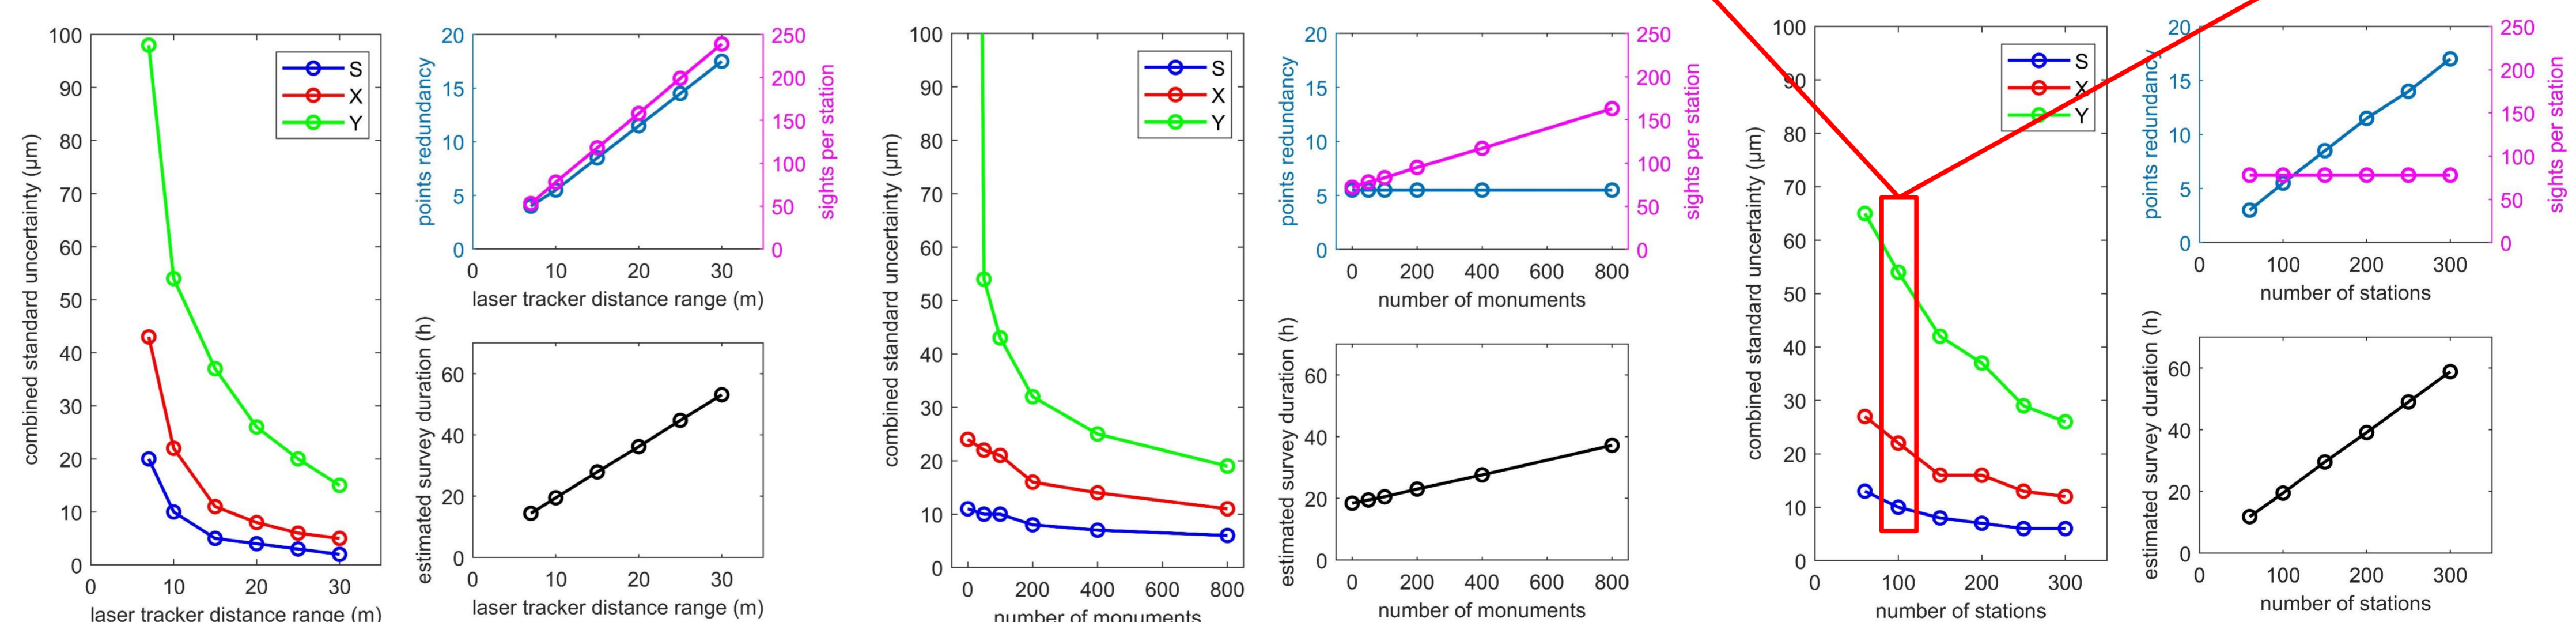 combined standard uncertainty (µm)
100
90
80
70
60
50
40
30
20
10
0
0 10 20 30
laser tracker distance range (m)
S
X
Y
points redundancy
20
15
10
5
0
sights per station
250
200
150
100
50
0
0 10 20 30
laser tracker distance range (m)
estimated survey duration (h)
60
40
20
0
0 10 20 30
laser tracker distance range (m)
combined standard uncertainty (µm)
100
90
80
70
60
50
40
30
20
10
0
0 200 400 600 800
number of monuments
S
X
Y
points redundancy
20
15
10
5
0
sights per station
250
200
150
100
50
0
0 200 400 600 800
number of monuments
estimated survey duration (h)
60
40
20
0
0 200 400 600 800
number of monuments
combined standard uncertainty (µm)
100
90
80
70
60
50
40
30
20
10
0
0 100 200 300
number of stations
S
X
Y
points redundancy
20
15
10
5
0
sights per station
250
200
150
100
50
0
0 100 200 300
number of stations
estimated survey duration (h)
60
40
20
0
0 100 200 300
number of stations